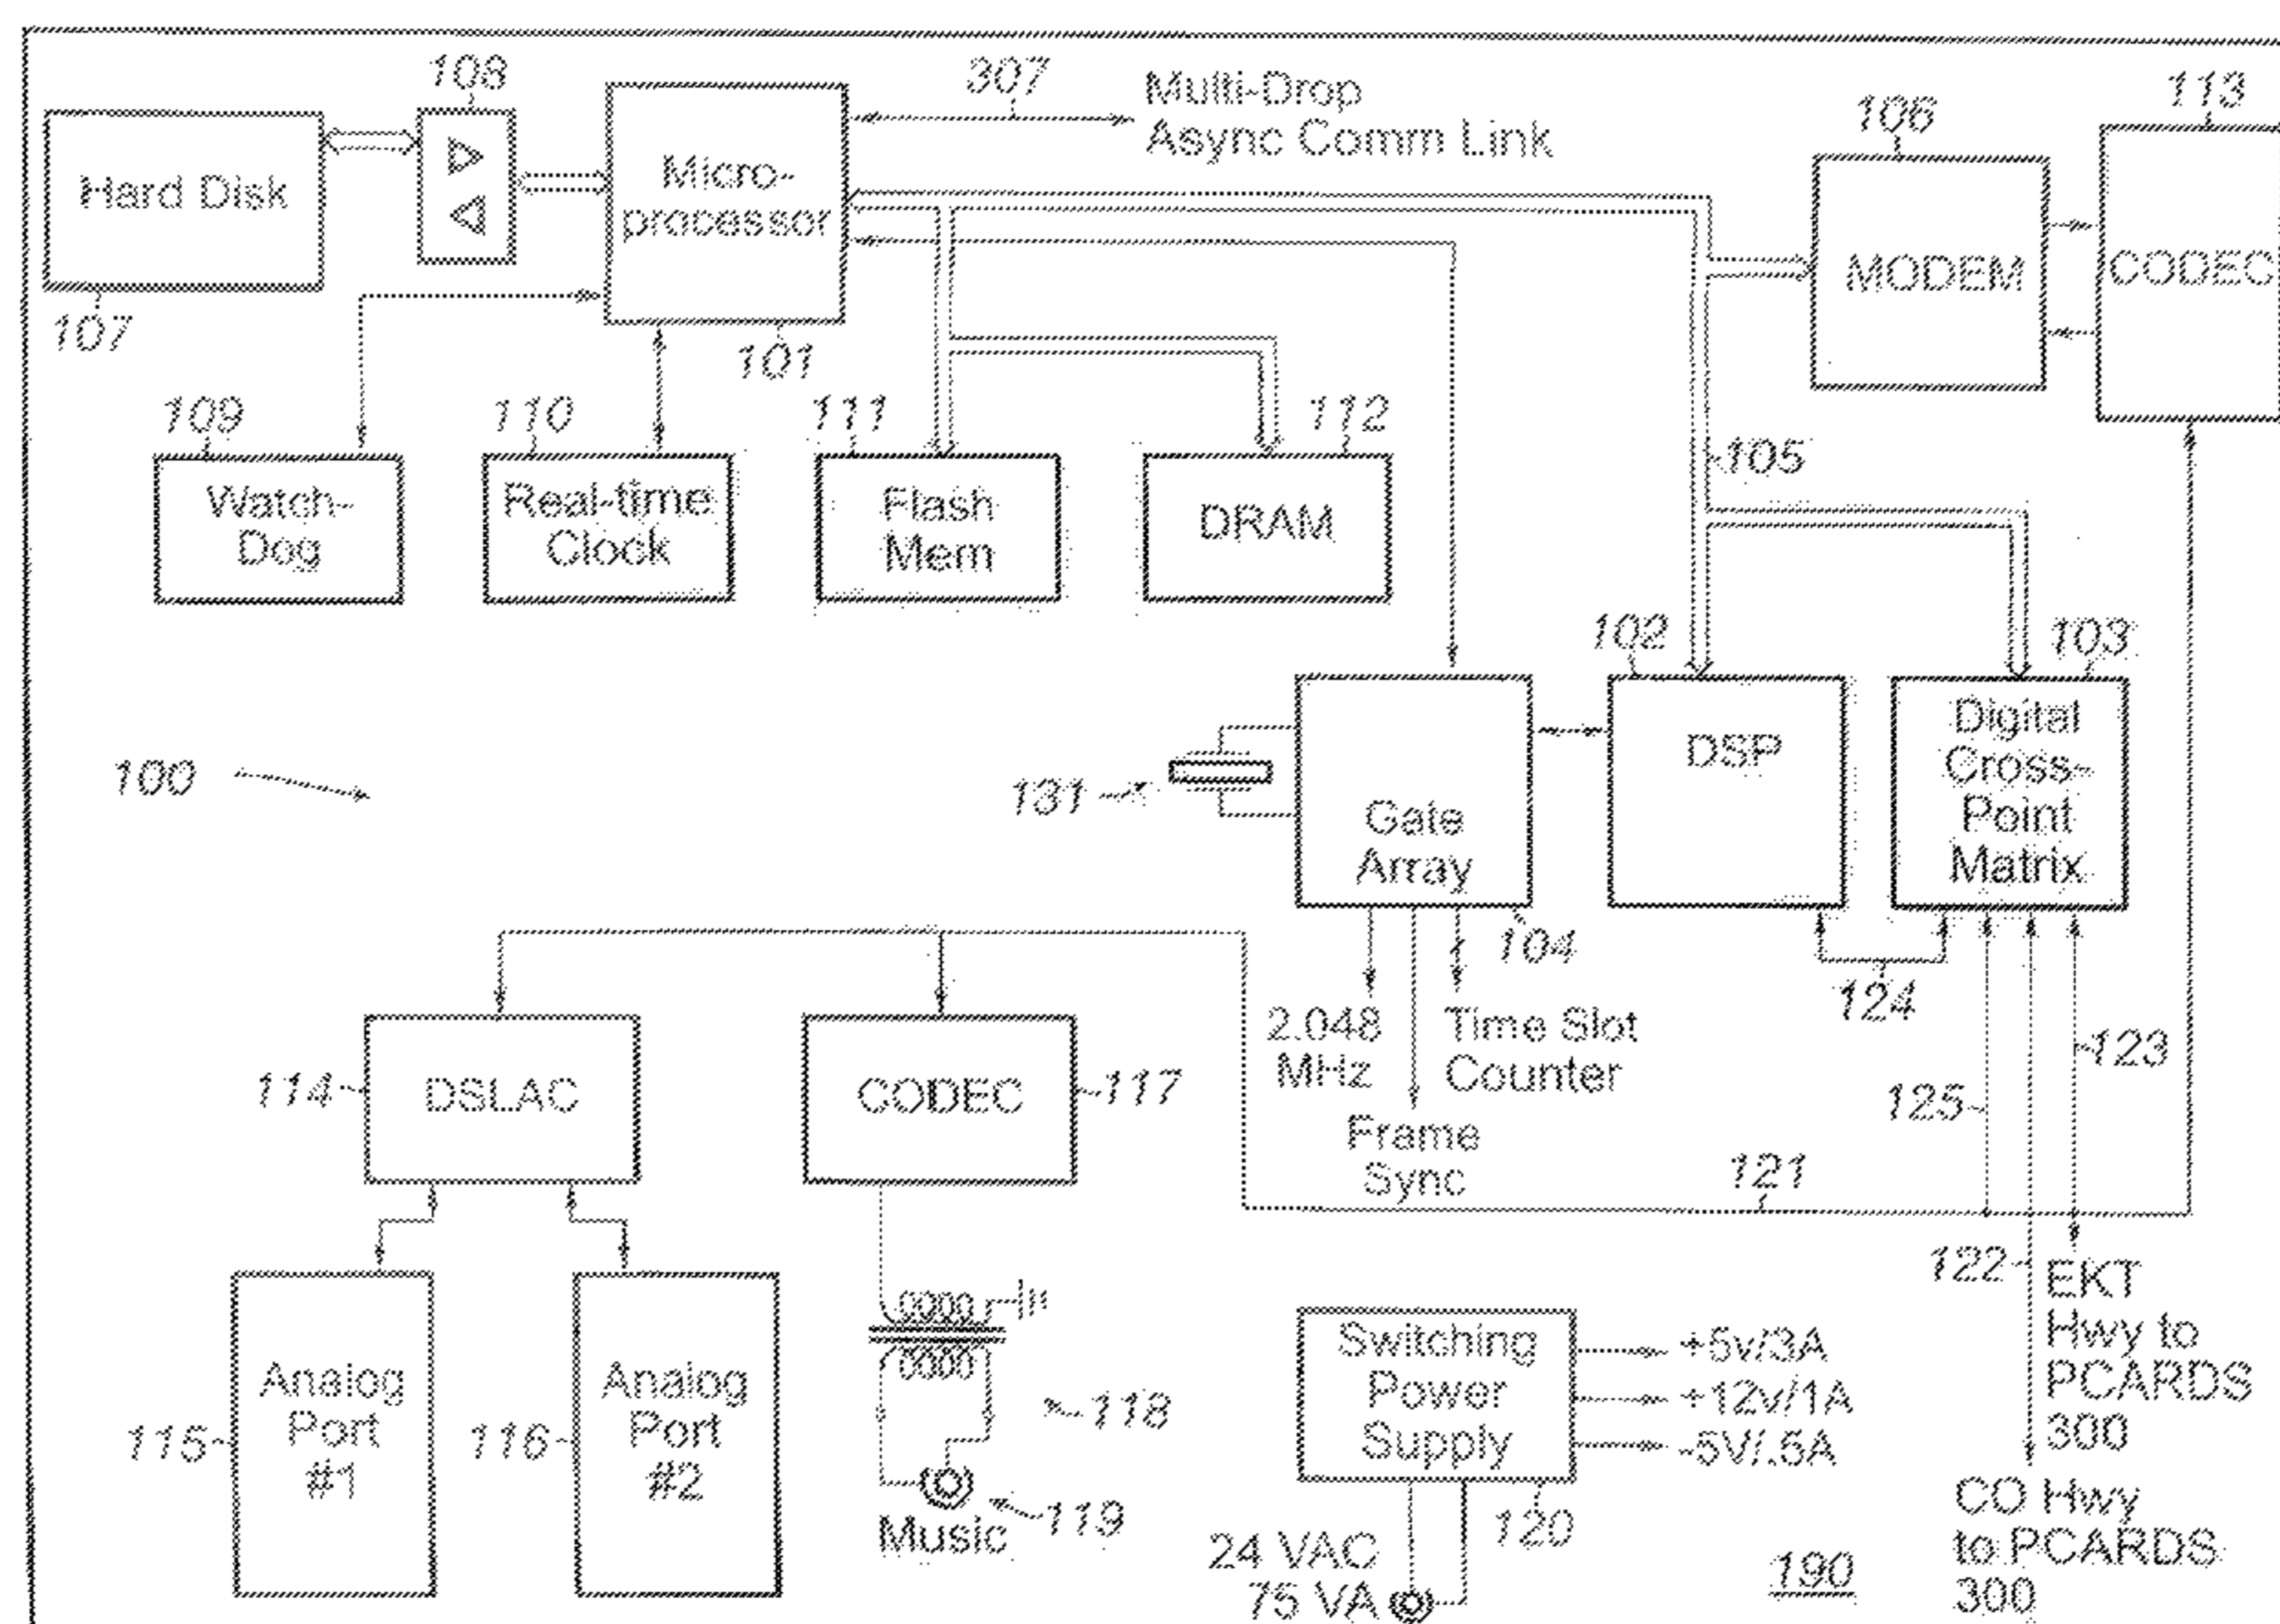 108
307
Multi-Drop
Async Comm Link
106
113
Hard Disk
Micro-
processor
MODEM
CODEC
107
101
109
110
111
112
105
Watch-
Dog
Real-time
Clock
Flash
Mem
DRAM
102
103
100
131
Gate
Array
DSP
Digital
Cross-
Point
Matrix
104
124
2.048
MHz
Time Slot
Counter
Frame
Sync
123
125
114
DSLAC
CODEC
117
121
122
EKT
Hwy to
PCARDS
300
115
Analog
Port
#1
116
Analog
Port
#2
118
Music
119
Switching
Power
Supply
+5v/3A
+12v/1A
-5V/.5A
120
24 VAC
75 VA
190
CO Hwy
to PCARDS
300